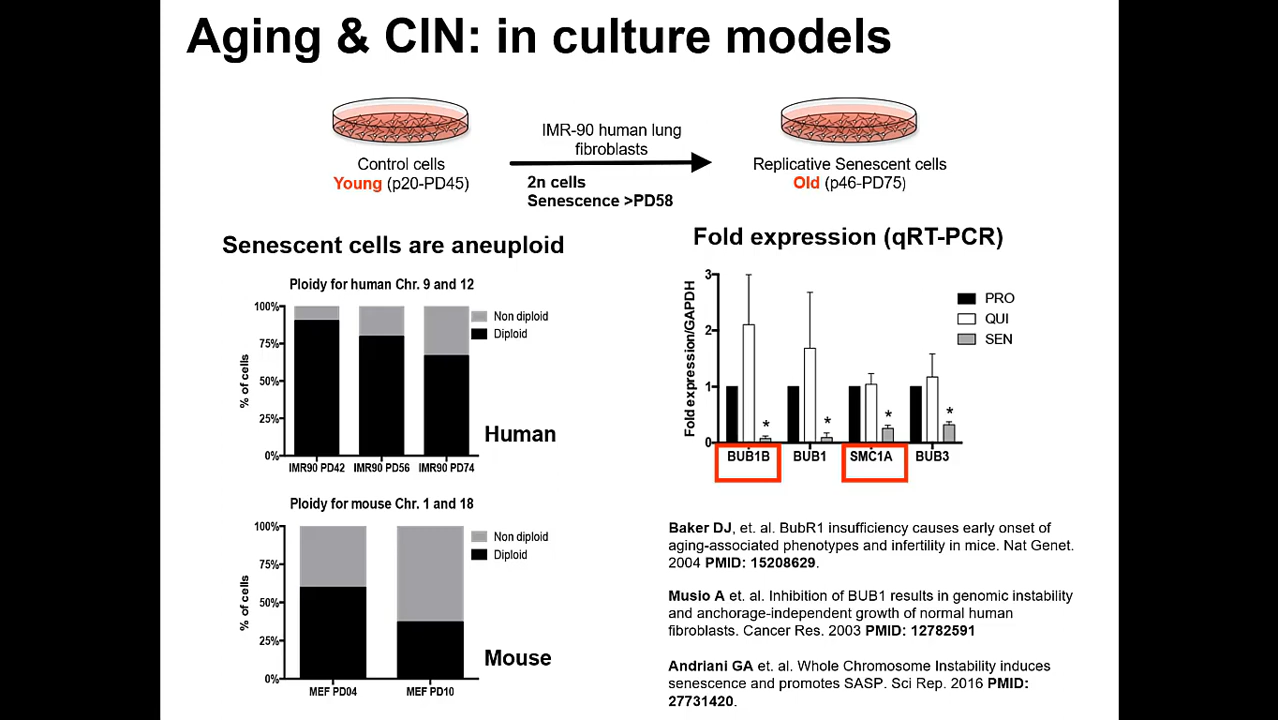 Aging & CIN: in culture models
Control cells
Young (p20-PD45)
IMR-90 human lung
fibroblasts
2n cells
Senescence >PD58
Replicative Senescent cells
Old (p46-PD75)
Senescent cells are aneuploid
Ploidy for human Chr. 9 and 12
% of cells
100%
75%
50%
25%
0%
Non diploid
Diploid
IMR90 PD42 IMR90 PD56 IMR90 PD74
Human
Ploidy for mouse Chr. 1 and 18
% of cells
100%
75%
50%
25%
0%
Non diploid
Diploid
MEF PD04 MEF PD10
Mouse
Fold expression (qRT-PCR)
Fold expression/GAPDH
3
2
1
0
* * * *
PRO
QUI
SEN
BUB1B BUB1 SMC1A BUB3
Baker DJ, et. al. BubR1 insufficiency causes early onset of
aging-associated phenotypes and infertility in mice. Nat Genet.
2004 PMID: 15208629.
Musio A et. al. Inhibition of BUB1 results in genomic instability
and anchorage-independent growth of normal human
fibroblasts. Cancer Res. 2003 PMID: 12782591
Andriani GA et. al. Whole Chromosome Instability induces
senescence and promotes SASP. Sci Rep. 2016 PMID:
27731420.